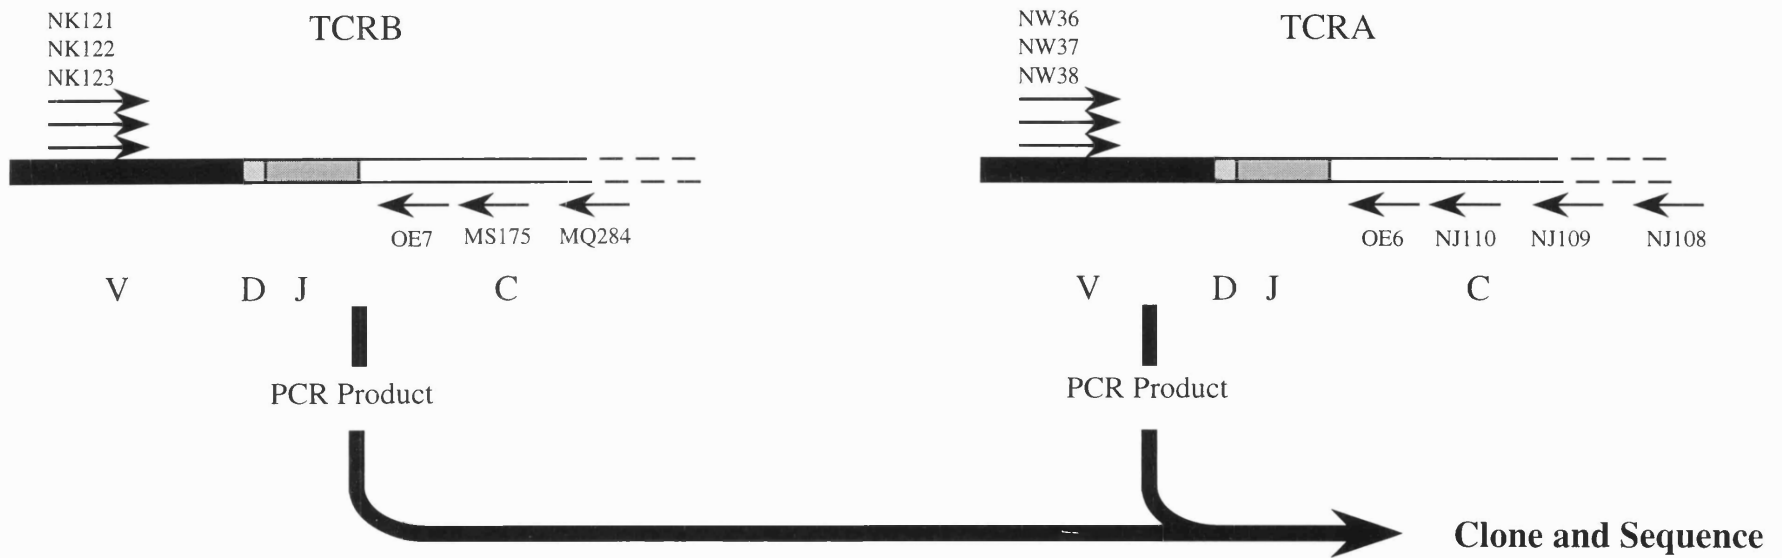 NK121
NK122
NK123
TCRB
OE7 MS175 MQ284
V D J C
PCR Product
NW36
NW37
NW38
TCRA
OE6 NJ110 NJ109 NJ108
V D J C
PCR Product
Clone and Sequence